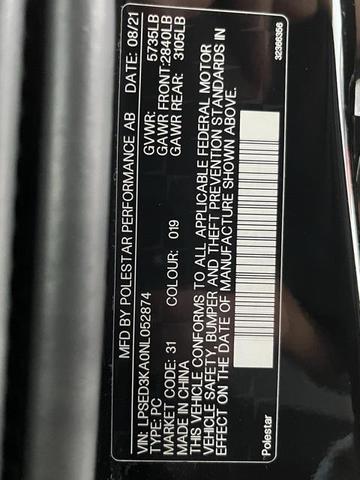 MFD BY POLESTAR PERFORMANCE AB DATE: 08/21
VIN: LPSED3KA0NL052874 GVWR: 5735LB
TYPE: PC GAWR FRONT: 2840LB
MARKET CODE: 31 COLOUR: 019 GAWR REAR: 3105LB
MADE IN CHINA
THIS VEHICLE CONFORMS TO ALL APPLICABLE FEDERAL MOTOR
VEHICLE SAFETY, BUMPER AND THEFT PREVENTION STANDARDS IN
EFFECT ON THE DATE OF MANUFACTURE SHOWN ABOVE.
Polestar 32366356